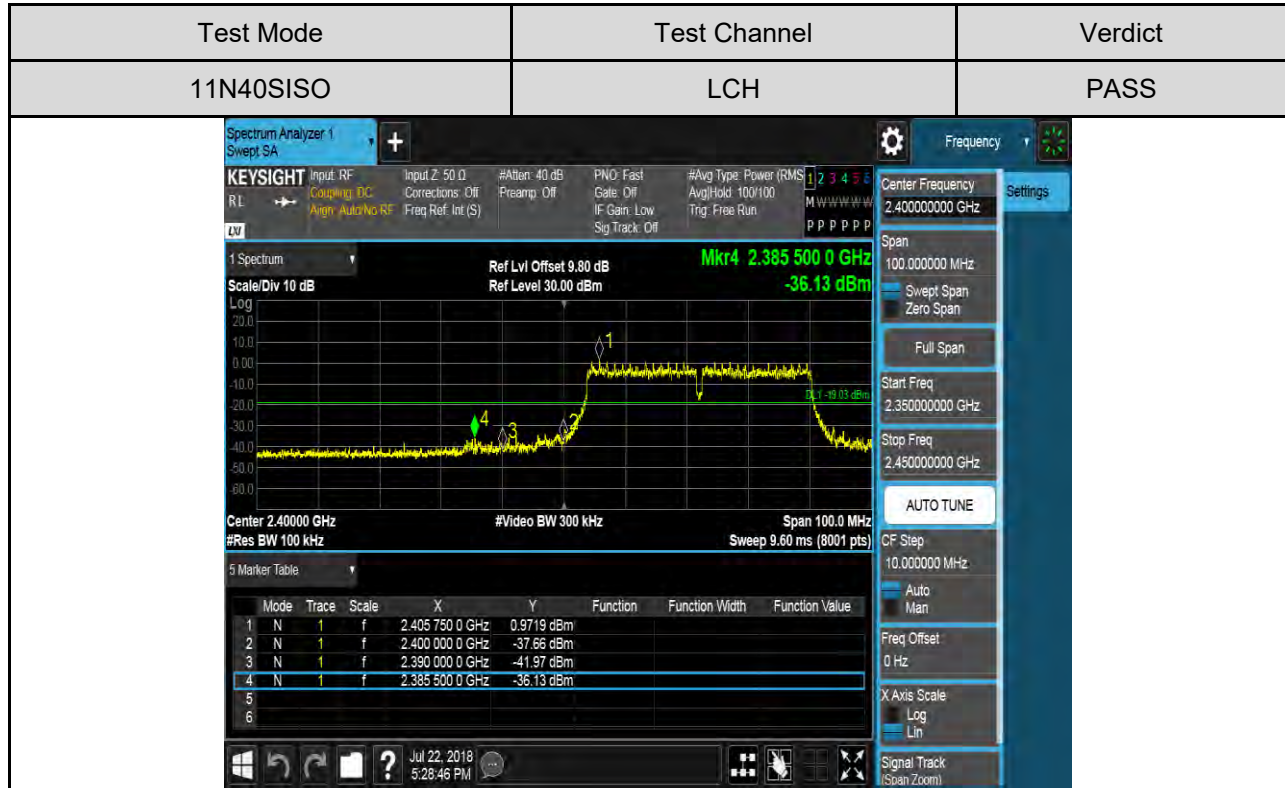 Test Mode Test Channel Verdict
11N40SISO LCH PASS
Spectrum Analyzer 1
Swept SA
+
Frequency
KEYSIGHT Input: RF Input Z: 50 Ω #Atten: 40 dB PNO: Fast #Avg Type: Power (RMS 1 2 3 4 5 6
RL Coupling: DC Corrections: Off Preamp: Off Gate: Off Avg|Hold: 100/100 M W W W W W
Align: Auto/No RF Freq Ref: Int (S) IF Gain: Low Trig: Free Run
LXI Sig Track: Off P P P P P P
1 Spectrum
Scale/Div 10 dB
Ref Lvl Offset 9.80 dB
Ref Level 30.00 dBm
Mkr4 2.385 500 0 GHz
-36.13 dBm
Log
20.0
10.0
0.00
-10.0
-20.0
-30.0
-40.0
-50.0
-60.0
1
DL1 -19.03 dBm
4
3
2
Center 2.40000 GHz #Video BW 300 kHz Span 100.0 MHz
#Res BW 100 kHz Sweep 9.60 ms (8001 pts)
5 Marker Table
Mode Trace Scale X Y Function Function Width Function Value
1 N 1 f 2.405 750 0 GHz 0.9719 dBm
2 N 1 f 2.400 000 0 GHz -37.66 dBm
3 N 1 f 2.390 000 0 GHz -41.97 dBm
4 N 1 f 2.385 500 0 GHz -36.13 dBm
5
6
? Jul 22, 2018
5:28:46 PM
Center Frequency
2.400000000 GHz
Settings
Span
100.000000 MHz
Swept Span
Zero Span
Full Span
Start Freq
2.350000000 GHz
Stop Freq
2.450000000 GHz
AUTO TUNE
CF Step
10.000000 MHz
Auto
Man
Freq Offset
0 Hz
X Axis Scale
Log
Lin
Signal Track
(Span Zoom)